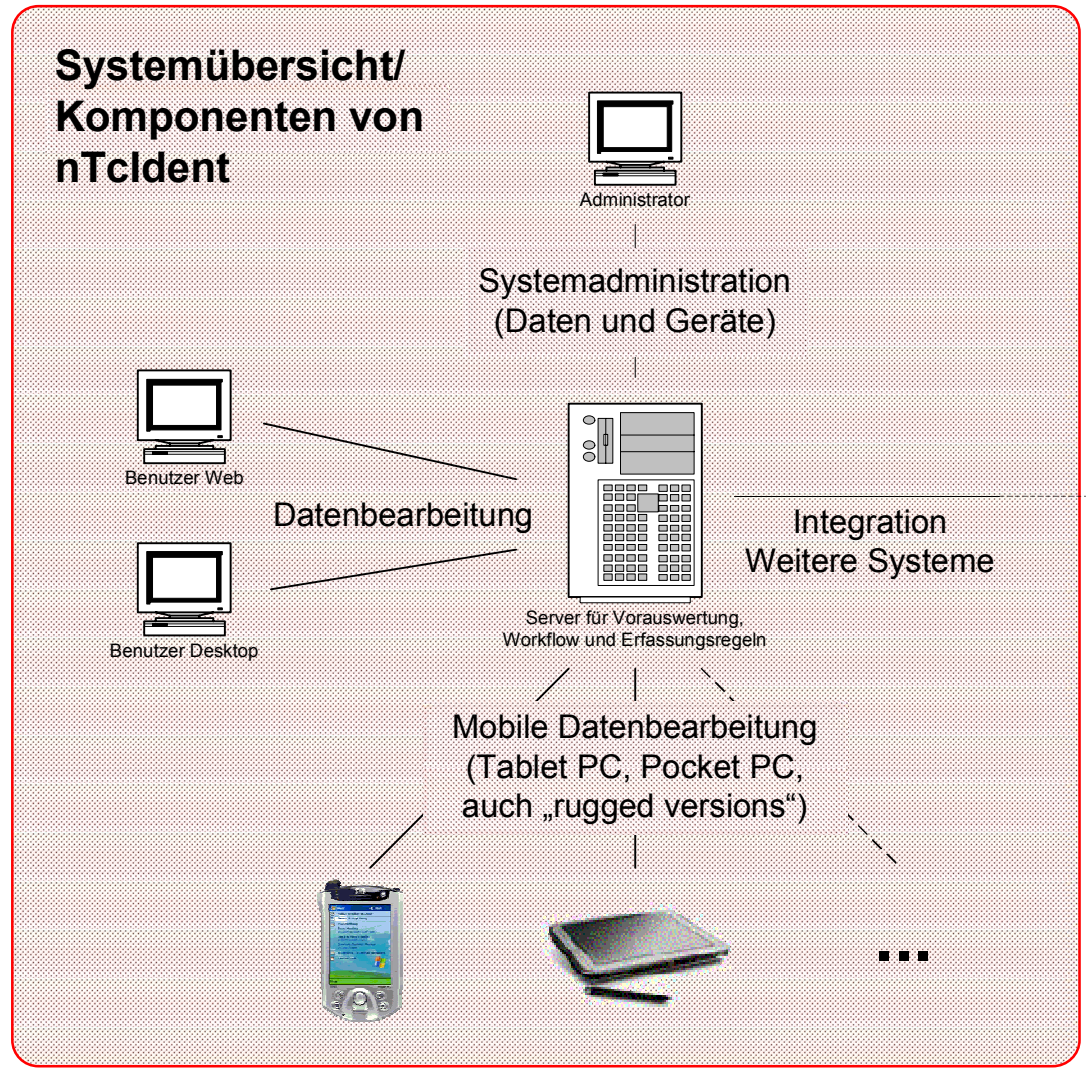 Systemübersicht/
Komponenten von
nTcIdent
Administrator
Systemadministration
(Daten und Geräte)
Benutzer Web
Datenbearbeitung
Benutzer Desktop
Integration
Weitere Systeme
Server für Vorauswertung,
Workflow und Erfassungsregeln
Mobile Datenbearbeitung
(Tablet PC, Pocket PC,
auch „rugged versions“)
...